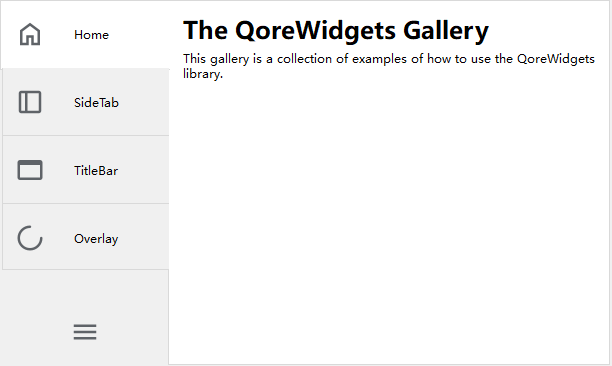 Home
SideTab
TitleBar
Overlay
The QoreWidgets Gallery
This gallery is a collection of examples of how to use the QoreWidgets
library.